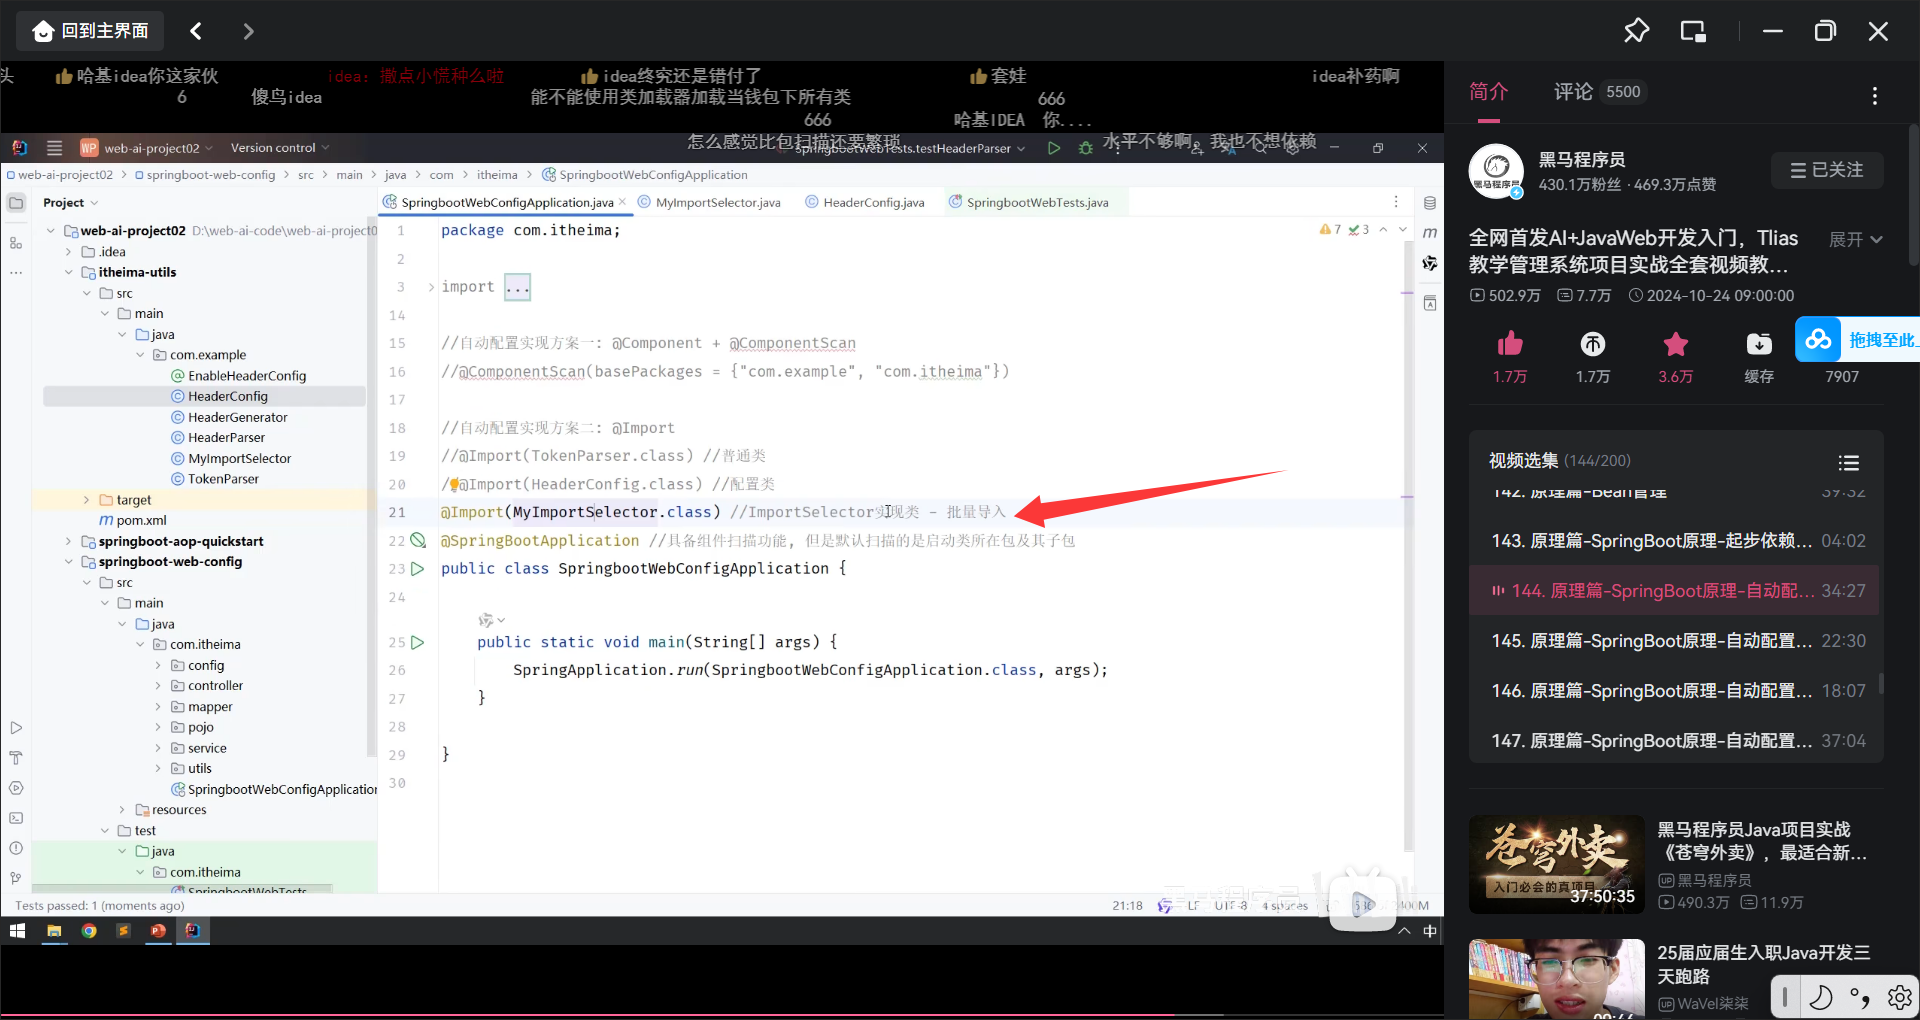 回到主界面
头
哈基idea你这家伙
idea：撒点小谎种么啦
idea终究还是错付了
套娃
idea补药啊
6
傻鸟idea
能不能使用类加载器加载当钱包下所有类
666
666
哈基IDEA
你....
怎么感觉比包扫描还要繁琐
水平不够啊。我也不想依赖
WP web-ai-project02
Version control
SpringbootWebTests.testHeaderParser
web-ai-project02 > springboot-web-config > src > main > java > com > itheima > SpringbootWebConfigApplication
Project
SpringbootWebConfigApplication.java
MyImportSelector.java
HeaderConfig.java
SpringbootWebTests.java
web-ai-project02 D:\web-ai-code\web-ai-project0
.idea
itheima-utils
src
main
java
com.example
EnableHeaderConfig
HeaderConfig
HeaderGenerator
HeaderParser
MyImportSelector
TokenParser
target
pom.xml
springboot-aop-quickstart
springboot-web-config
src
main
java
com.itheima
config
controller
mapper
pojo
service
utils
SpringbootWebConfigApplication
resources
test
java
com.itheima
SpringbootWebTests
7 3
1 package com.itheima;
2
3 import ...
14
15 //自动配置实现方案一: @Component + @ComponentScan
16 //@ComponentScan(basePackages = {"com.example", "com.itheima"})
17
18 //自动配置实现方案二: @Import
19 //@Import(TokenParser.class) //普通类
20 //@Import(HeaderConfig.class) //配置类
21 @Import(MyImportSelector.class) //ImportSelector实现类 - 批量导入
22 @SpringBootApplication //具备组件扫描功能, 但是默认扫描的是启动类所在包及其子包
23 public class SpringbootWebConfigApplication {
24
25 public static void main(String[] args) {
26 SpringApplication.run(SpringbootWebConfigApplication.class, args);
27 }
28
29 }
30
Tests passed: 1 (moments ago)
21:18
LF
UTF-8
4 spaces
中
简介
评论 5500
黑马程序员
430.1万粉丝 · 469.3万点赞
已关注
全网首发AI+JavaWeb开发入门，Tlias
教学管理系统项目实战全套视频教...
展开
502.9万 7.7万 2024-10-24 09:00:00
拖拽至此
1.7万
1.7万
3.6万
缓存
7907
视频选集 (144/200)
142. 原理篇-Bean管理 39:32
143. 原理篇-SpringBoot原理-起步依赖... 04:02
144. 原理篇-SpringBoot原理-自动配... 34:27
145. 原理篇-SpringBoot原理-自动配置... 22:30
146. 原理篇-SpringBoot原理-自动配置... 18:07
147. 原理篇-SpringBoot原理-自动配置... 37:04
苍穹外卖
入门必会的真项目
37:50:35
黑马程序员Java项目实战
《苍穹外卖》，最适合新...
黑马程序员
490.3万 11.9万
25届应届生入职Java开发三
天跑路
WaVel柒柒